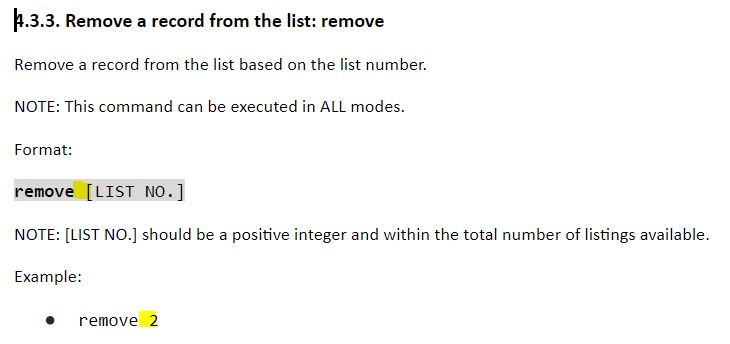 4.3.3. Remove a record from the list: remove
Remove a record from the list based on the list number.
NOTE: This command can be executed in ALL modes.
Format:
remove [LIST NO.]
NOTE: [LIST NO.] should be a positive integer and within the total number of listings available.
Example:
● remove 2